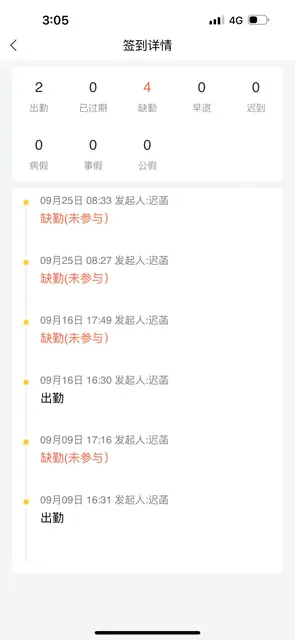 3:05
4G
签到详情
2 0 4 0 0
出勤 已过期 缺勤 早退 迟到
0 0 0
病假 事假 公假
09月25日 08:33 发起人:迟菡
缺勤(未参与)
09月25日 08:27 发起人:迟菡
缺勤(未参与)
09月16日 17:49 发起人:迟菡
缺勤(未参与)
09月16日 16:30 发起人:迟菡
出勤
09月09日 17:16 发起人:迟菡
缺勤(未参与)
09月09日 16:31 发起人:迟菡
出勤